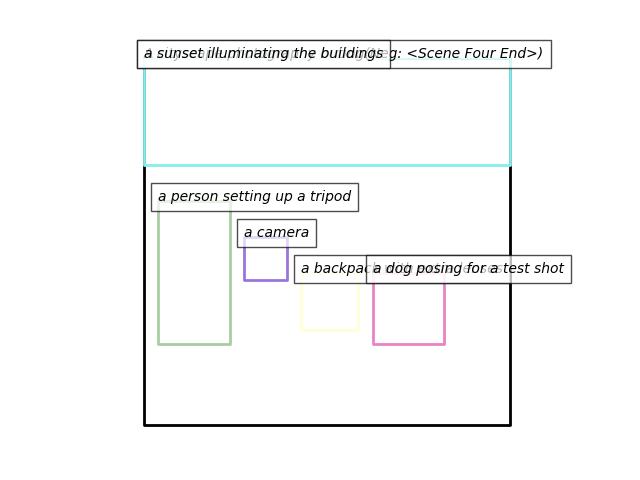 a sunset illuminating the buildings
<Scene Four End>)
a person setting up a tripod
a camera
a backpack
a dog posing for a test shot